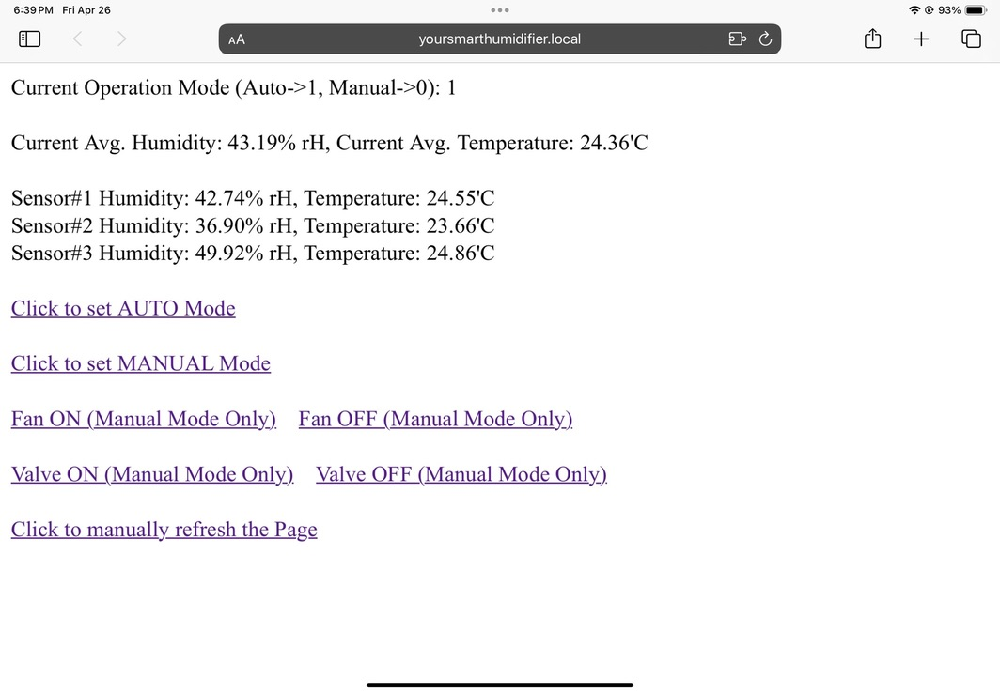 6:39 PM Fri Apr 26
93%
AA
yoursmarthumidifier.local
Current Operation Mode (Auto->1, Manual->0): 1
Current Avg. Humidity: 43.19% rH, Current Avg. Temperature: 24.36'C
Sensor#1 Humidity: 42.74% rH, Temperature: 24.55'C
Sensor#2 Humidity: 36.90% rH, Temperature: 23.66'C
Sensor#3 Humidity: 49.92% rH, Temperature: 24.86'C
Click to set AUTO Mode
Click to set MANUAL Mode
Fan ON (Manual Mode Only) Fan OFF (Manual Mode Only)
Valve ON (Manual Mode Only) Valve OFF (Manual Mode Only)
Click to manually refresh the Page